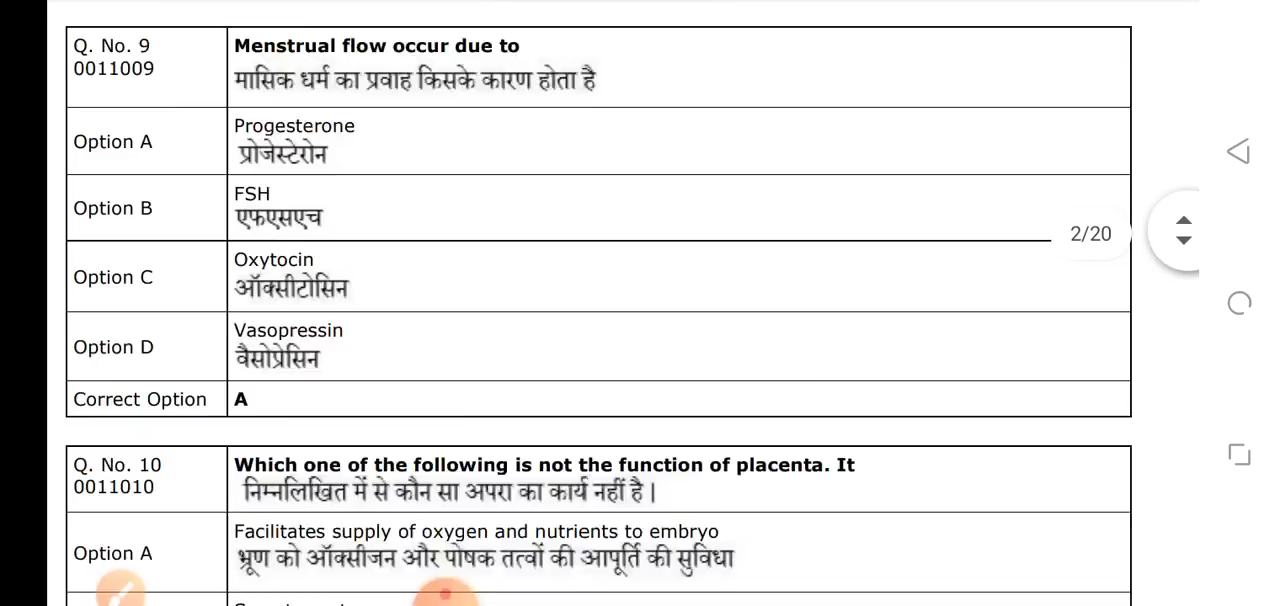 Q. No. 9
0011009
Menstrual flow occur due to
मासिक धर्म का प्रवाह किसके कारण होता है
Option A
Progesterone
प्रोजेस्टेरोन
Option B
FSH
एफएसएच
2/20
Option C
Oxytocin
ऑक्सीटोसिन
Option D
Vasopressin
वैसोप्रेसिन
Correct Option
A
Q. No. 10
0011010
Which one of the following is not the function of placenta. It
निम्नलिखित में से कौन सा अपरा का कार्य नहीं है।
Option A
Facilitates supply of oxygen and nutrients to embryo
भ्रूण को ऑक्सीजन और पोषक तत्वों की आपूर्ति की सुविधा